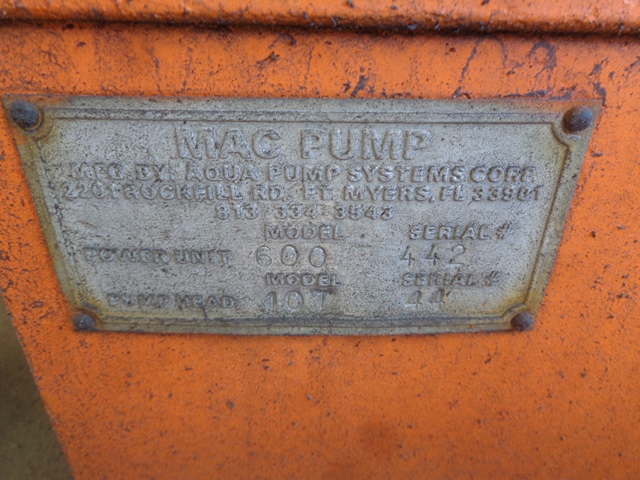 MAC PUMP
MFG. BY: AQUA PUMP SYSTEMS CORP.
2201 ROCKFILL RD. FT. MYERS, FL 33901
813 334 3543
MODEL SERIAL #
POWER UNIT 600 442
MODEL SERIAL #
PUMP HEAD 107 44